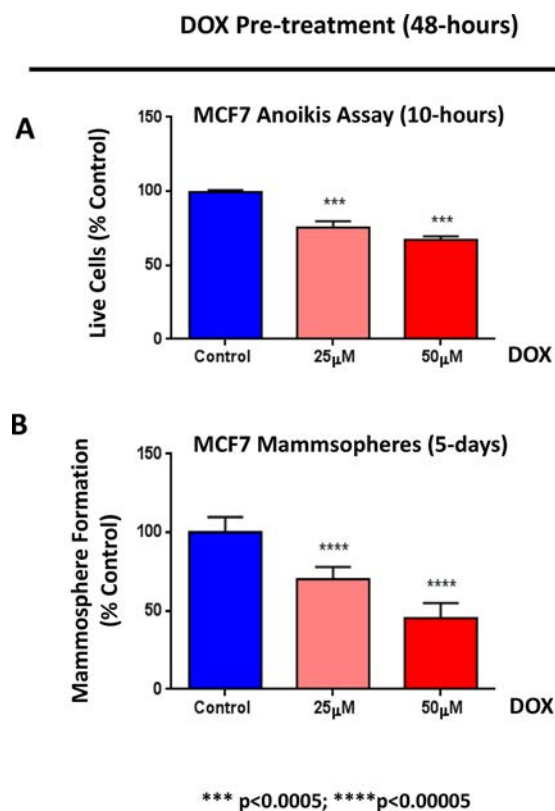 DOX Pre-treatment (48-hours)
A
MCF7 Anoikis Assay (10-hours)
Live Cells (% Control)
150
100
50
0
***
***
Control
25µM
50µM
DOX
B
MCF7 Mammsopheres (5-days)
Mammosphere Formation
(% Control)
150
100
50
0
****
****
Control
25µM
50µM
DOX
*** p<0.0005; ****p<0.00005